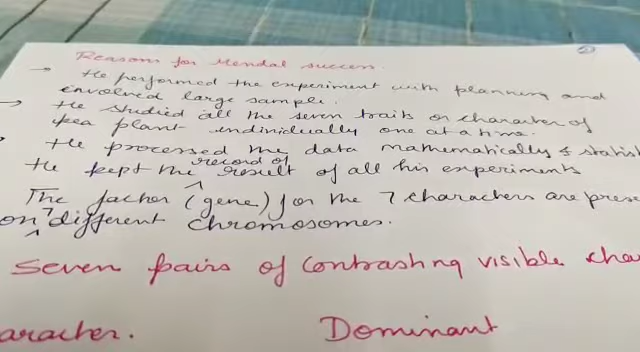 Reasons for Mendal success.
→ He performed the experiment with planning and
envolved large sample.
→ He studied all the seven traits or character of
pea plant individually one at a time.
He processed the data mathematically & statis
He kept the record of result of all his experiments
The factor (gene) for the 7 characters are prese
on 7 different chromosomes.
Seven pairs of contrasting visible cha
aracter. Dominant